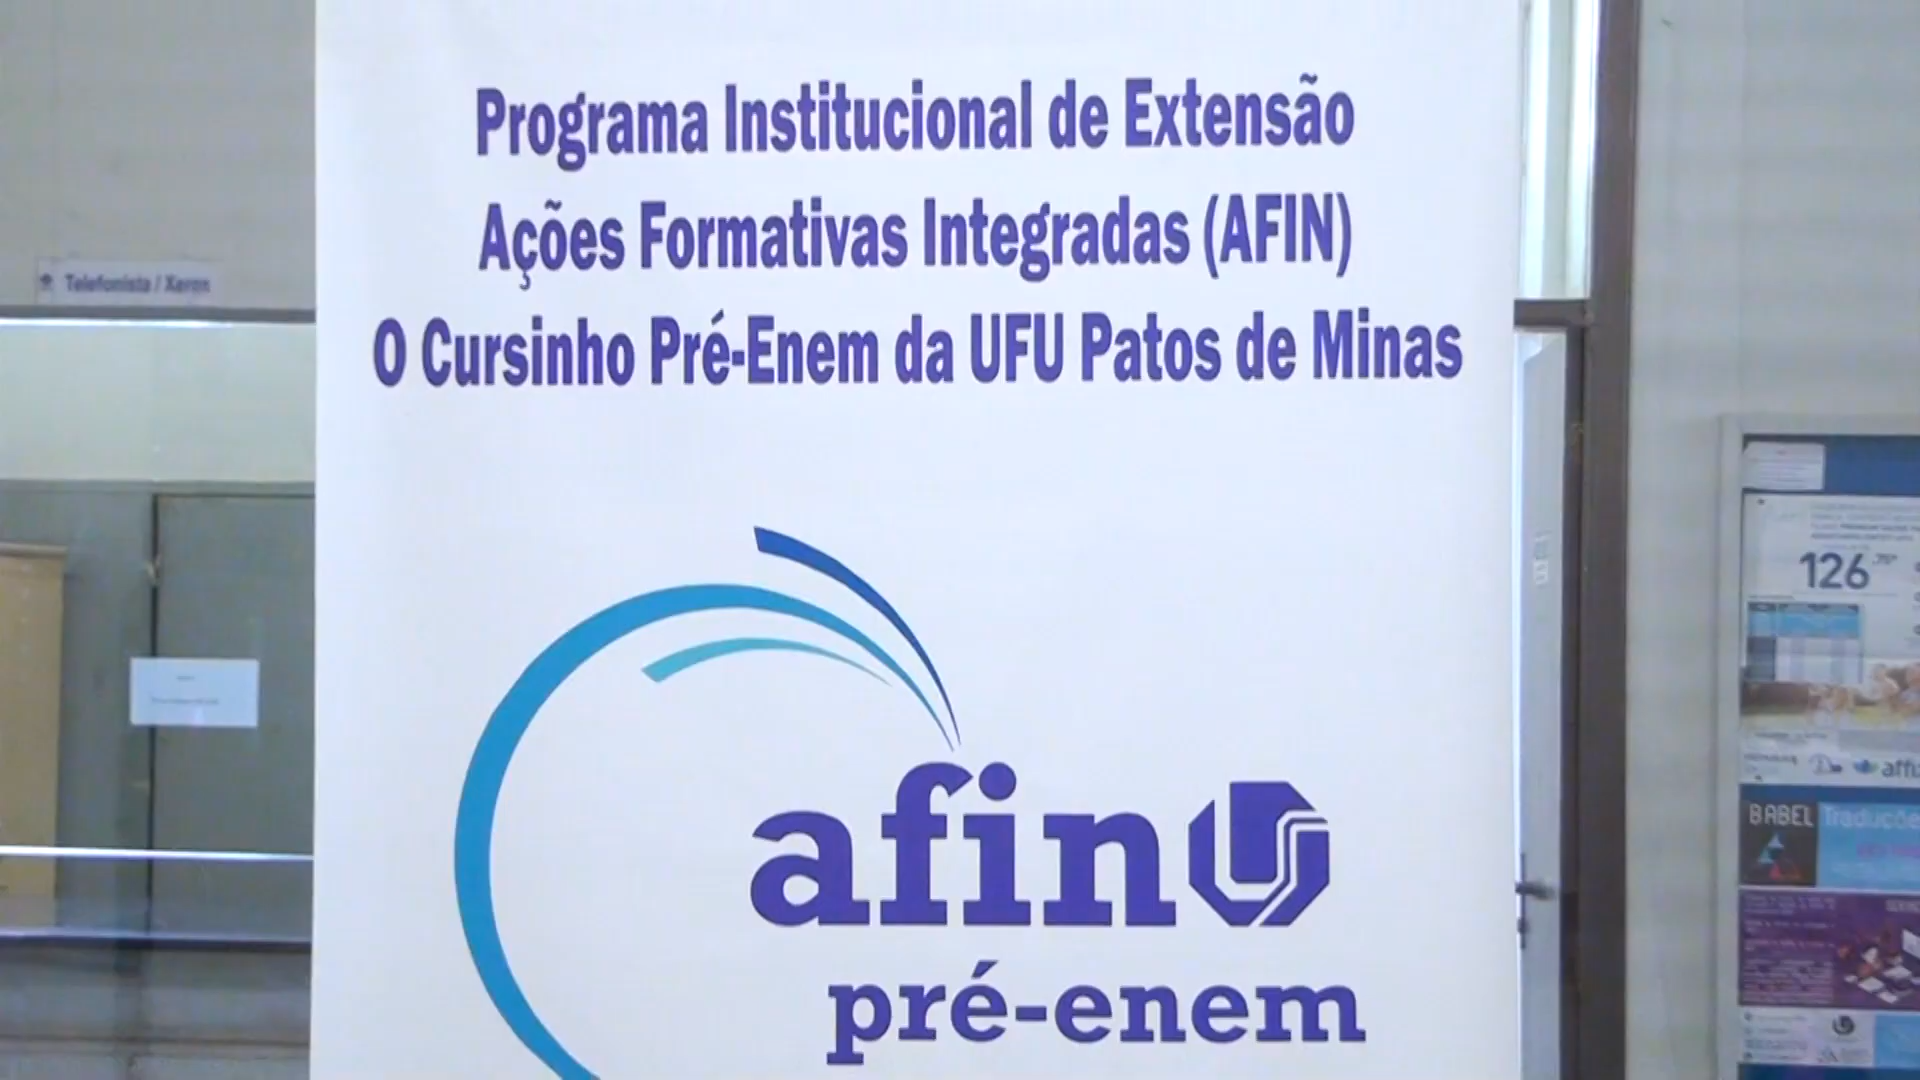 Programa Institucional de Extensão
Ações Formativas Integradas (AFIN)
O Cursinho Pré-Enem da UFU Patos de Minas
Telefonista / Xerox
afin
pré-enem
126
BABEL Traduções